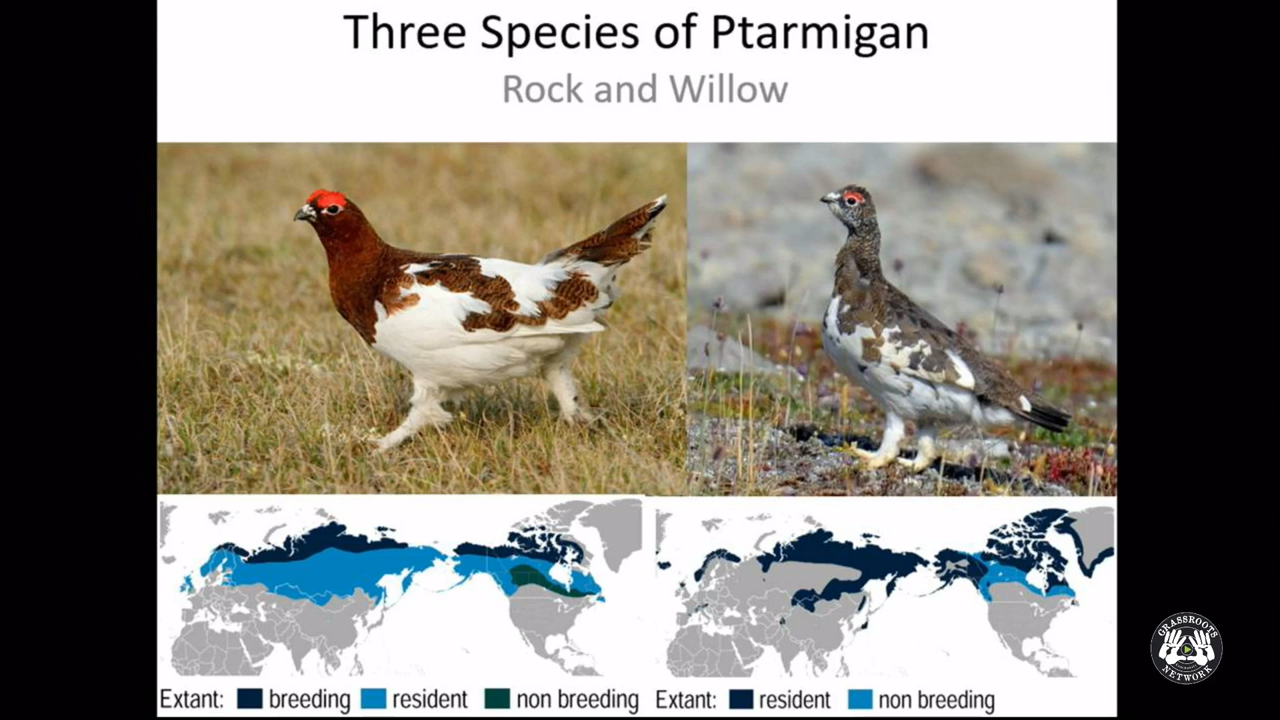 Three Species of Ptarmigan
Rock and Willow
Extant: breeding resident non breeding
Extant: resident non breeding
GRASSROOTS
NETWORK